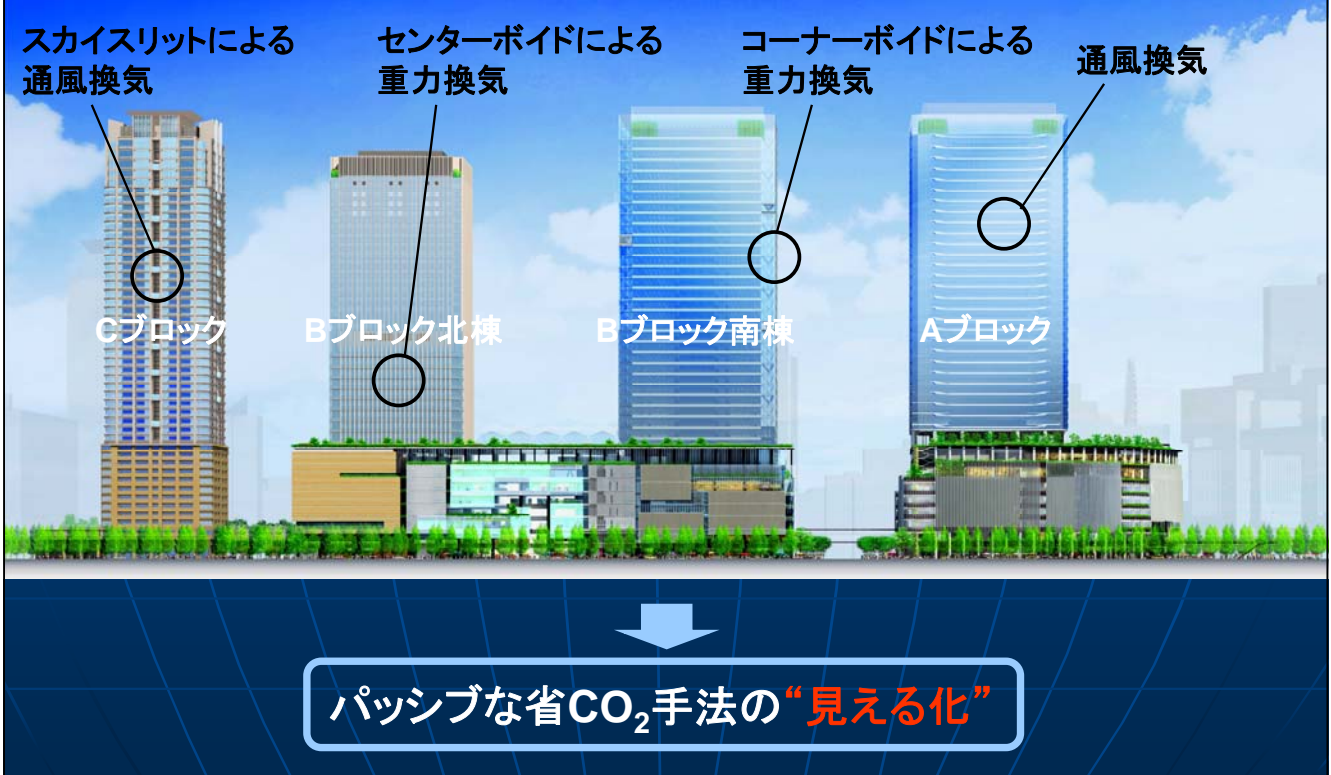 スカイスリットによる
通風換気
センターボイドによる
重力換気
コーナーボイドによる
重力換気
通風換気
Cブロック
Bブロック北棟
Bブロック南棟
Aブロック
パッシブな省CO₂手法の“見える化”